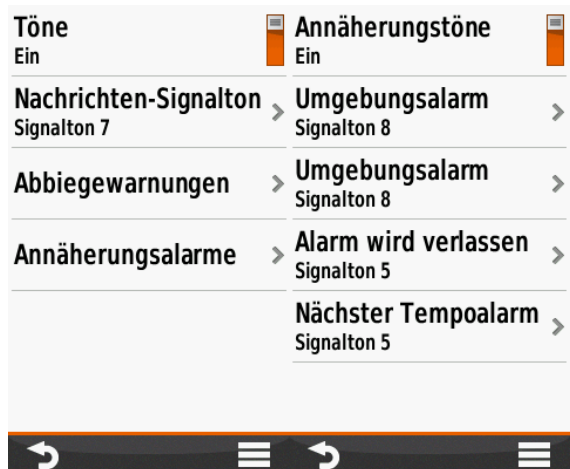 Töne
Ein
Nachrichten-Signalton
Signalton 7
Abbiegewarnungen
Annäherungsalarme
Annäherungstöne
Ein
Umgebungsalarm
Signalton 8
Umgebungsalarm
Signalton 8
Alarm wird verlassen
Signalton 5
Nächster Tempoalarm
Signalton 5